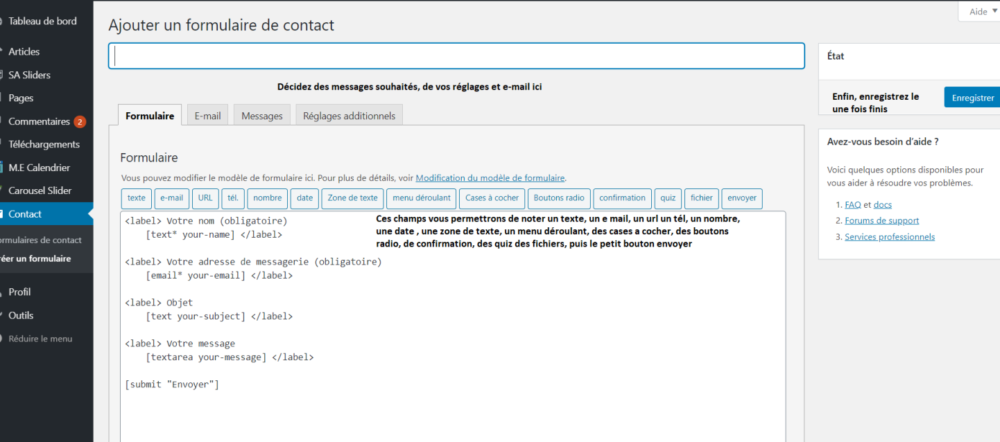 Tableau de bord
Articles
SA Sliders
Pages
Commentaires 2
Téléchargements
M.E Calendrier
Carousel Slider
Contact
ormulaires de contact
réer un formulaire
Profil
Outils
Réduire le menu
Aide
Ajouter un formulaire de contact
Décidez des messages souhaités, de vos réglages et e-mail ici
Formulaire E-mail Messages Réglages additionnels
Formulaire
Vous pouvez modifier le modèle de formulaire ici. Pour plus de détails, voir Modification du modèle de formulaire.
texte e-mail URL tél. nombre date Zone de texte menu déroulant Cases à cocher Boutons radio confirmation quiz fichier envoyer
Ces champs vous permettrons de noter un texte, un e mail, un url un tél, un nombre,
une date , une zone de texte, un menu déroulant, des cases a cocher, des boutons
radio, de confirmation, des quiz des fichiers, puis le petit bouton envoyer
<label> Votre nom (obligatoire)
[text* your-name] </label>
<label> Votre adresse de messagerie (obligatoire)
[email* your-email] </label>
<label> Objet
[text your-subject] </label>
<label> Votre message
[textarea your-message] </label>
[submit "Envoyer"]
État
Enfin, enregistrez le
une fois finis
Enregistrer
Avez-vous besoin d'aide ?
Voici quelques options disponibles pour
vous aider à résoudre vos problèmes.
1. FAQ et docs
2. Forums de support
3. Services professionnels